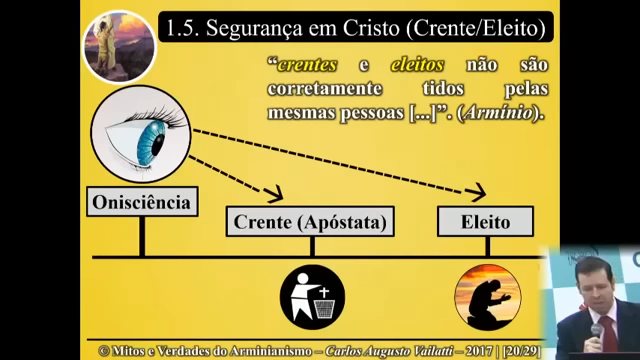 1.5. Segurança em Cristo (Crente/Eleito)
“crentes e eleitos não são
corretamente tidos pelas
mesmas pessoas [...]”. (Armínio).
Onisciência
Crente (Apóstata)
Eleito
© Mitos e Verdades do Arminianismo – Carlos Augusto Vailatti – 2017 | [20/29]